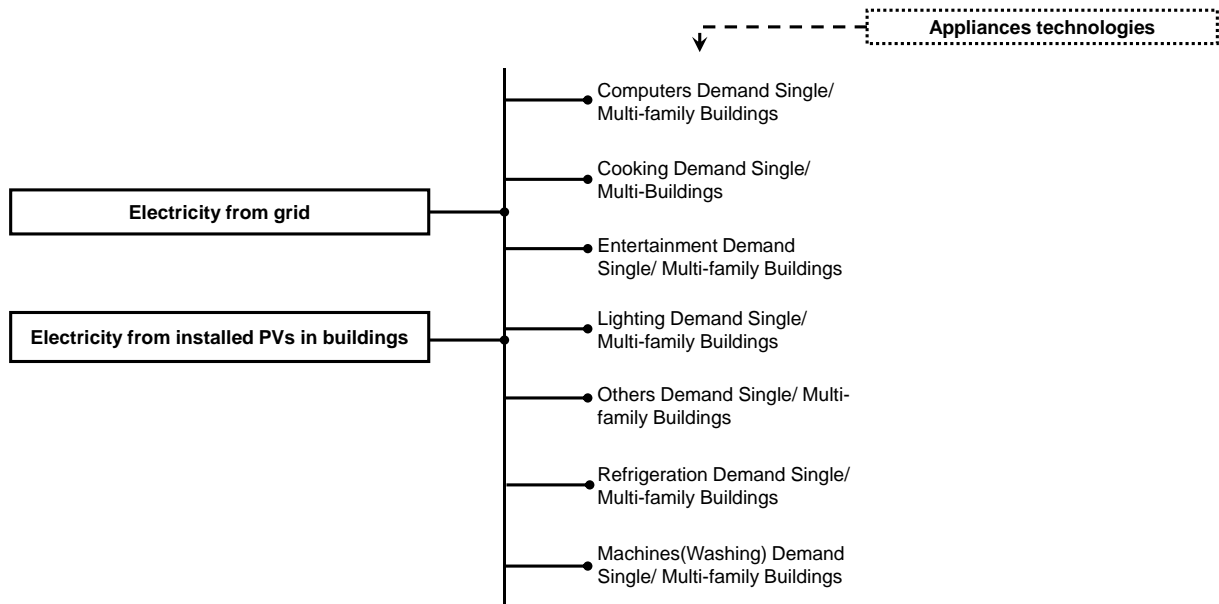 Appliances technologies
Computers Demand Single/
Multi-family Buildings
Cooking Demand Single/
Multi-Buildings
Electricity from grid
Entertainment Demand
Single/ Multi-family Buildings
Electricity from installed PVs in buildings
Lighting Demand Single/
Multi-family Buildings
Others Demand Single/ Multi-
family Buildings
Refrigeration Demand Single/
Multi-family Buildings
Machines(Washing) Demand
Single/ Multi-family Buildings